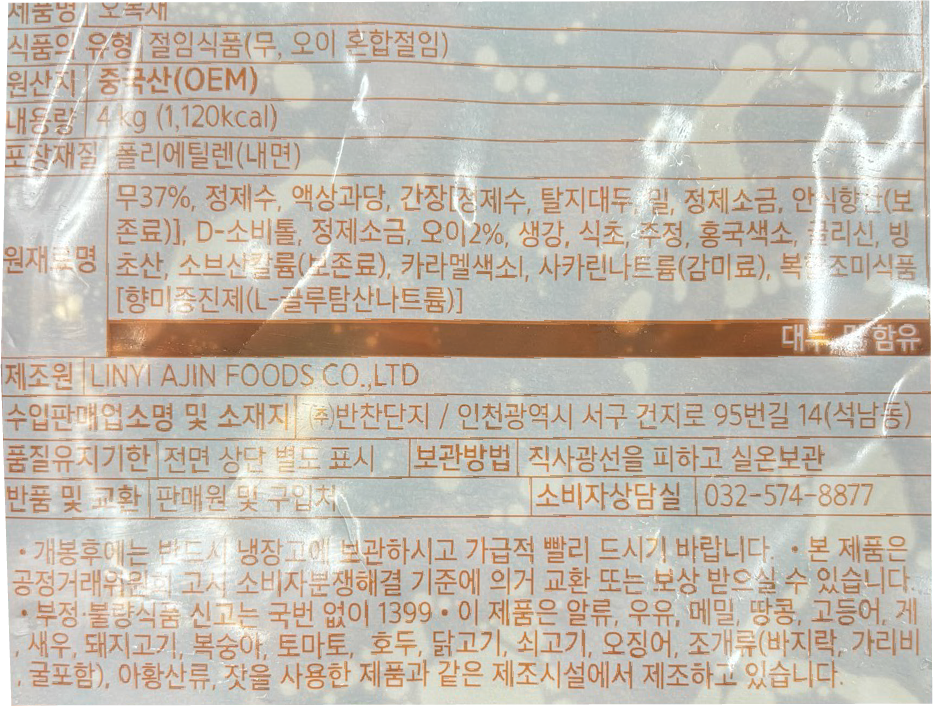 제품명 오복채
식품의 유형 절임식품(무, 오이 혼합절임)
원산지 중국산(OEM)
내용량 4 kg (1,120kcal)
포장재질 폴리에틸렌(내면)
무37%, 정제수, 액상과당, 간장[정제수, 탈지대두, 밀, 정제소금, 안식향산(보
존료)], D-소비톨, 정제소금, 오이2%, 생강, 식초, 주정, 홍국색소, 글리신, 빙
원재료명
초산, 소브산칼륨(보존료), 카라멜색소I, 사카린나트륨(감미료), 복합조미식품
[향미증진제(L-글루탐산나트륨)]
대두, 밀 함유
제조원 LINYI AJIN FOODS CO.,LTD
수입판매업소명 및 소재지 ㈜반찬단지 / 인천광역시 서구 건지로 95번길 14(석남동)
품질유지기한 전면 상단 별도 표시 보관방법 직사광선을 피하고 실온보관
반품 및 교환 판매원 및 구입처 소비자상담실 032-574-8877
• 개봉후에는 반드시 냉장고에 보관하시고 가급적 빨리 드시기 바랍니다. • 본 제품은
공정거래위원회 고시 소비자분쟁해결 기준에 의거 교환 또는 보상 받으실 수 있습니다.
• 부정·불량식품 신고는 국번 없이 1399 • 이 제품은 알류, 우유, 메밀, 땅콩, 고등어, 게
, 새우, 돼지고기, 복숭아, 토마토, 호두, 닭고기, 쇠고기, 오징어, 조개류(바지락, 가리비
, 굴포함), 아황산류, 잣을 사용한 제품과 같은 제조시설에서 제조하고 있습니다.